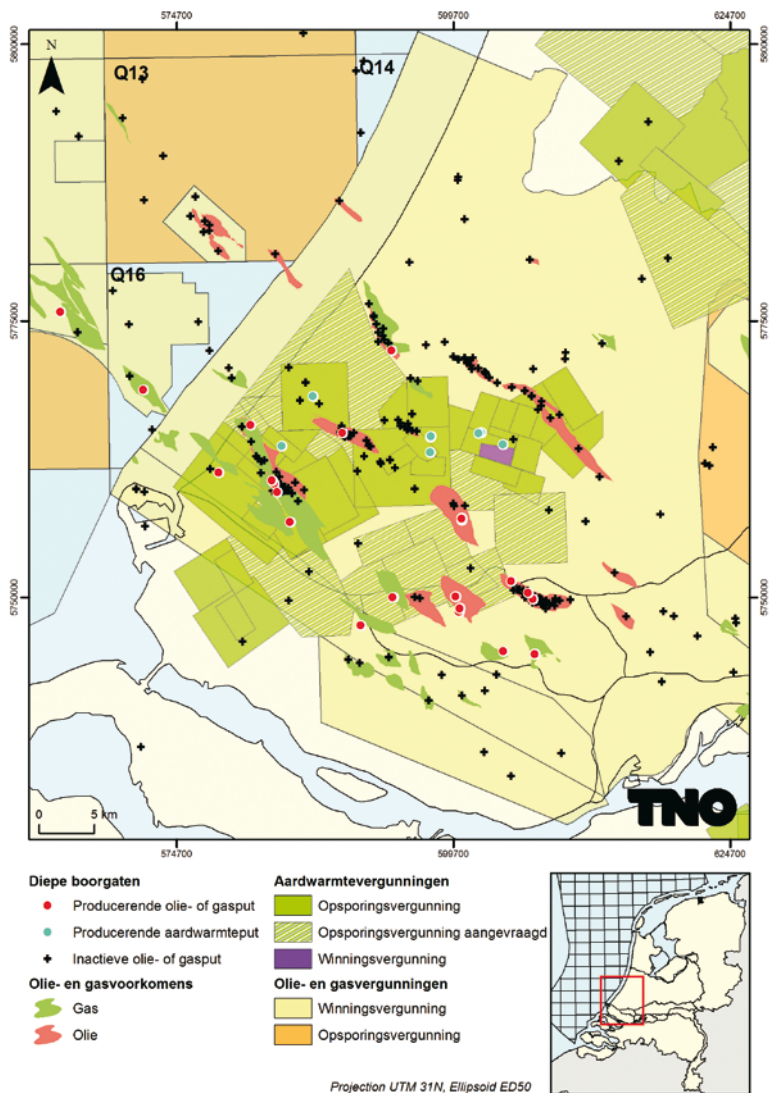 574700 599700 624700
5800000 5800000
N
Q13 Q14
Q16
5775000 5775000
5750000 5750000
TNO
0 5 km
574700 599700 624700
Diepe boorgaten
Producerende olie- of gasput
Producerende aardwarmteput
Inactieve olie- of gasput
Olie- en gasvoorkomens
Gas
Olie
Aardwarmtevergunningen
Opsporingsvergunning
Opsporingsvergunning aangevraagd
Winningsvergunning
Olie- en gasvergunningen
Winningsvergunning
Opsporingsvergunning
Projection UTM 31N, Ellipsoid ED50